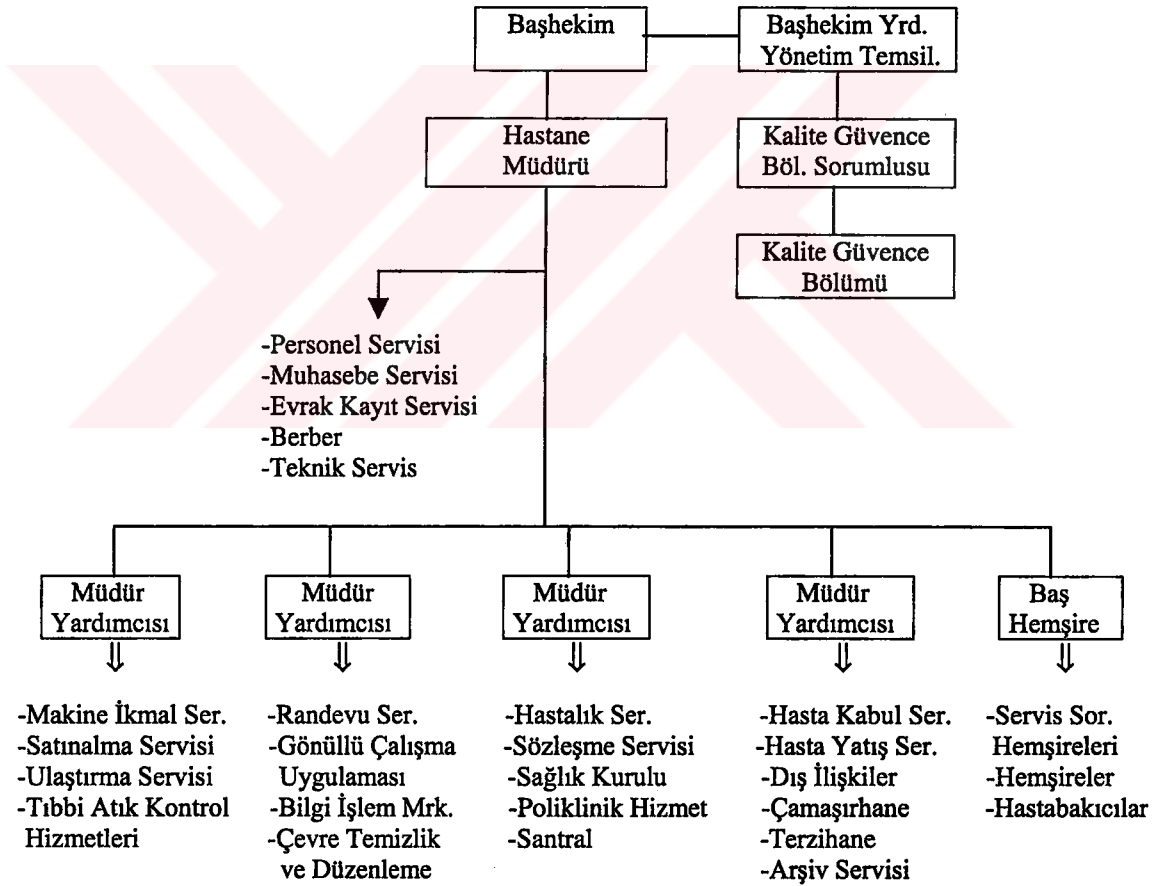 Başhekim
Başhekim Yrd.
Yönetim Temsil.
Hastane
Müdürü
Kalite Güvence
Böl. Sorumlusu
Kalite Güvence
Bölümü
-Personel Servisi
-Muhasebe Servisi
-Evrak Kayıt Servisi
-Berber
-Teknik Servis
Müdür
Yardımcısı
-Makine İkmal Ser.
-Satınalma Servisi
-Ulaştırma Servisi
-Tıbbi Atık Kontrol
Hizmetleri
Müdür
Yardımcısı
-Randevu Ser.
-Gönüllü Çalışma
Uygulaması
-Bilgi İşlem Mrk.
-Çevre Temizlik
ve Düzenleme
Müdür
Yardımcısı
-Hastalık Ser.
-Sözleşme Servisi
-Sağlık Kurulu
-Poliklinik Hizmet
-Santral
Müdür
Yardımcısı
-Hasta Kabul Ser.
-Hasta Yatış Ser.
-Dış İlişkiler
-Çamaşırhane
-Terzihane
-Arşiv Servisi
Baş
Hemşire
-Servis Sor.
Hemşireleri
-Hemşireler
-Hastabakıcılar